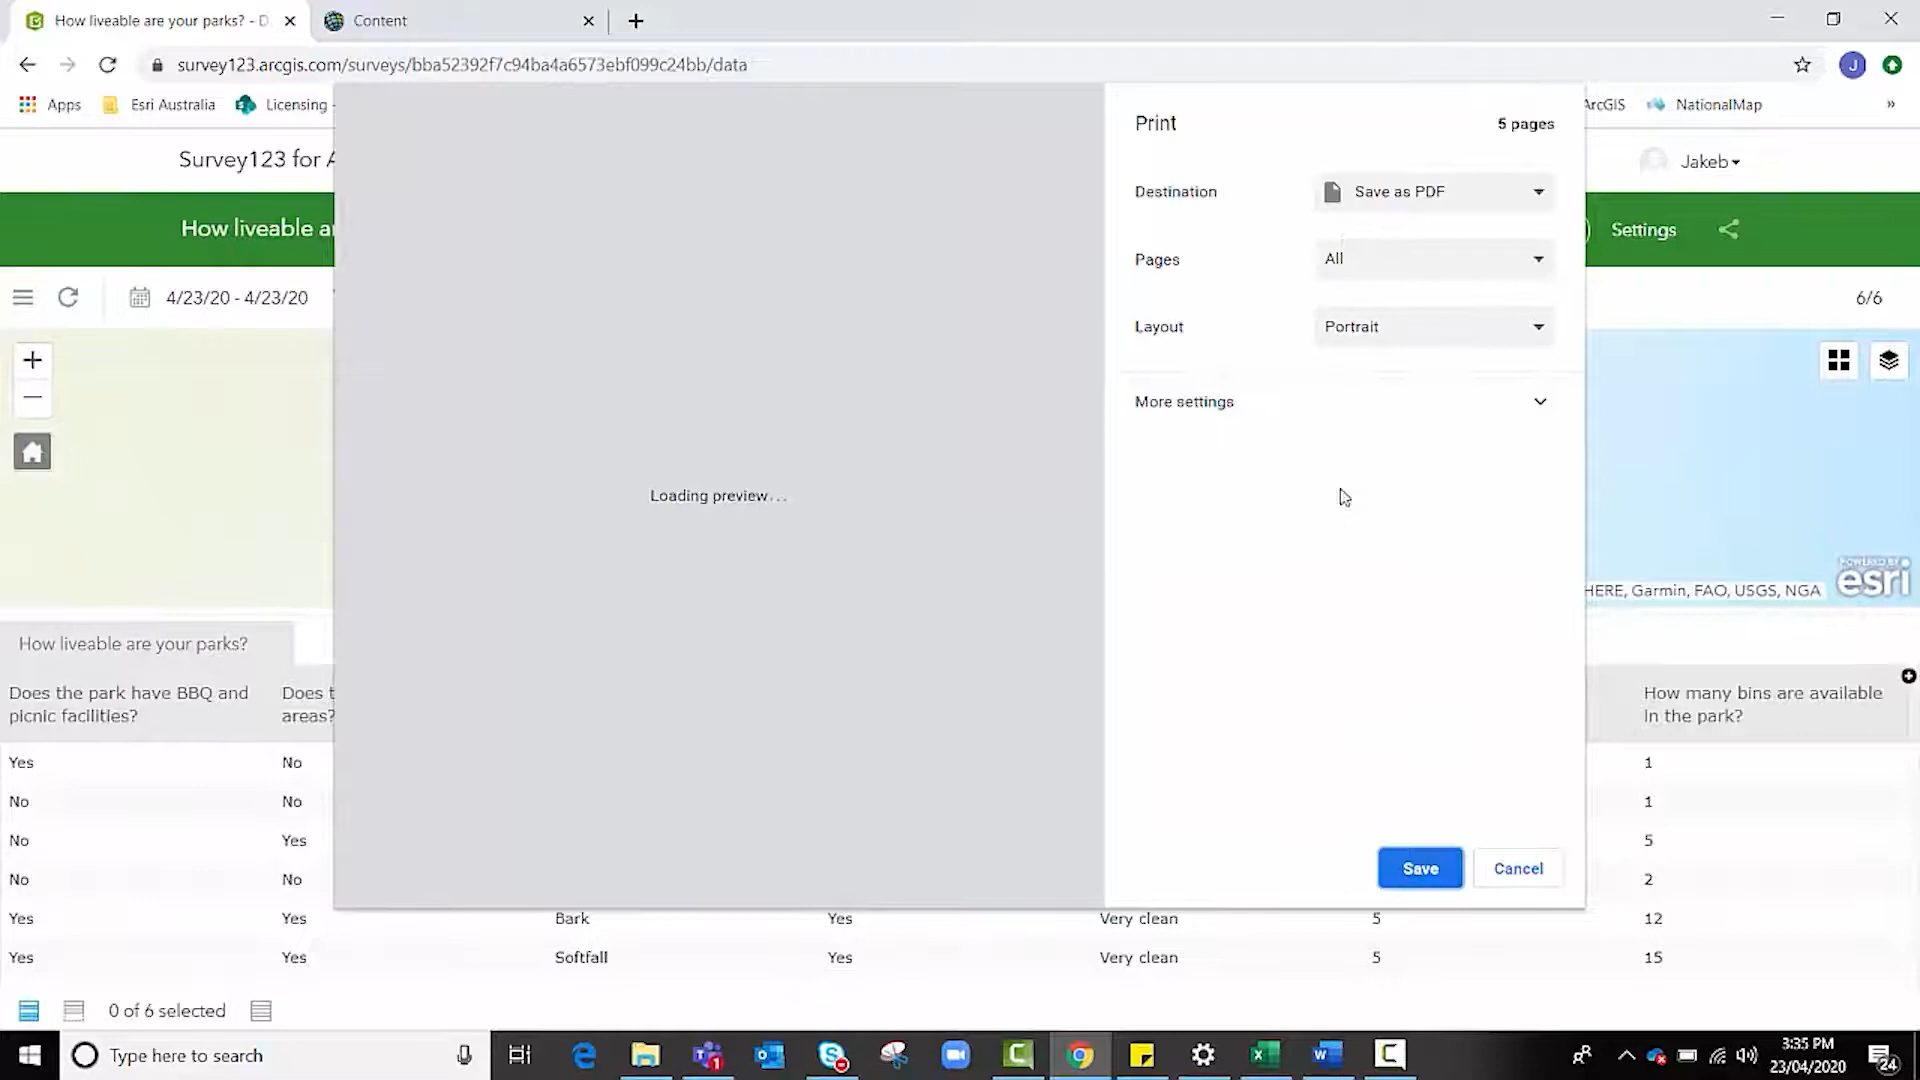 How liveable are your parks? - D
Content
survey123.arcgis.com/surveys/bba52392f7c94ba4a6573ebf099c24bb/data
J
Apps
Esri Australia
Licensing
ArcGIS
NationalMap
»
Survey123 for A
Jakeb
How liveable a
Settings
4/23/20 - 4/23/20
6/6
Print
5 pages
Destination
Save as PDF
Pages
All
Layout
Portrait
More settings
Loading preview...
Save
Cancel
POWERED BY
esri
HERE, Garmin, FAO, USGS, NGA
How liveable are your parks?
Does the park have BBQ and
picnic facilities?
Does t
areas?
How many bins are available
in the park?
Yes No 1
No No 1
No Yes 5
No No 2
Yes Yes Bark Yes Very clean 5 12
Yes Yes Softfall Yes Very clean 5 15
0 of 6 selected
Type here to search
3:35 PM
23/04/2020
24